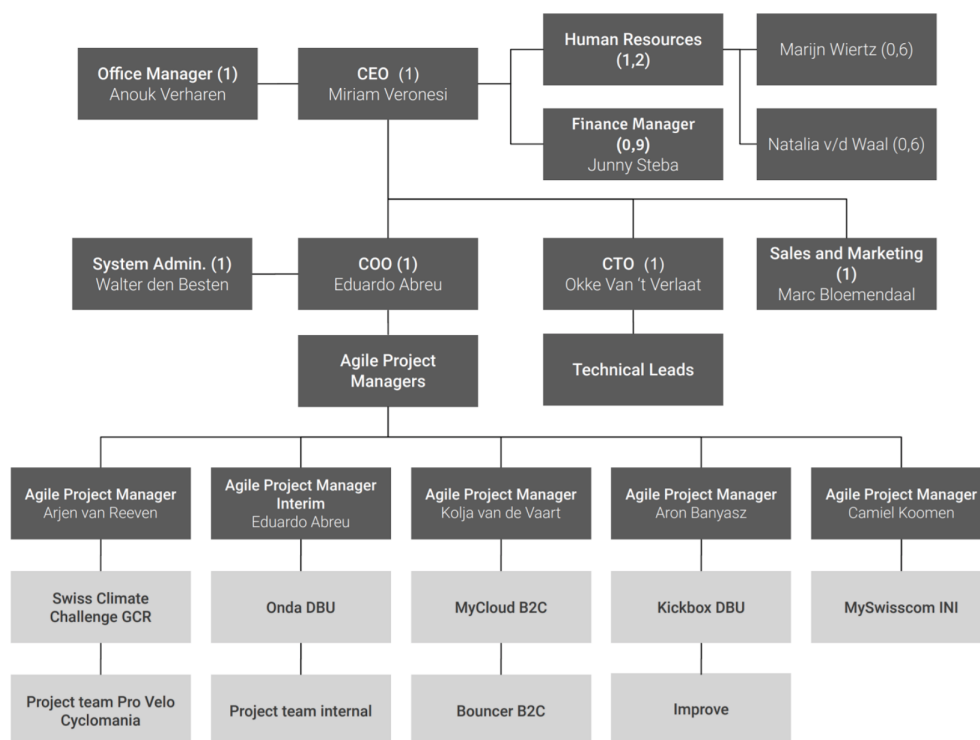 Human Resources
(1,2)
Marijn Wiertz (0,6)
Office Manager (1)
Anouk Verharen
CEO (1)
Miriam Veronesi
Finance Manager
(0,9)
Junny Steba
Natalia v/d Waal (0,6)
System Admin. (1)
Walter den Besten
COO (1)
Eduardo Abreu
CTO (1)
Okke Van ‘t Verlaat
Sales and Marketing
(1)
Marc Bloemendaal
Agile Project
Managers
Technical Leads
Agile Project Manager
Arjen van Reeven
Agile Project Manager
Interim
Eduardo Abreu
Agile Project Manager
Kolja van de Vaart
Agile Project Manager
Aron Banyasz
Agile Project Manager
Camiel Koomen
Swiss Climate
Challenge GCR
Onda DBU
MyCloud B2C
Kickbox DBU
MySwisscom INI
Project team Pro Velo
Cyclomania
Project team internal
Bouncer B2C
Improve